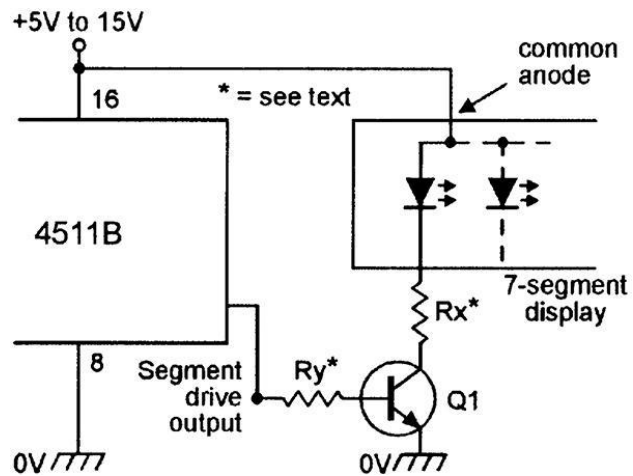 +5V to 15V
common
anode
16
* = see text
4511B
7-segment
display
Rx*
8
Segment
drive
output
Ry*
Q1
0V
0V